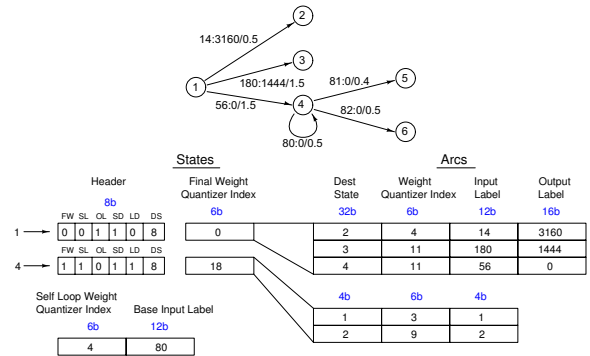 2
14:3160/0.5
3
1
180:1444/1.5
81:0/0.4
5
56:0/1.5
4
82:0/0.5
6
80:0/0.5
States
Arcs
Header
Final Weight
Quantizer Index
Dest
State
Weight
Quantizer Index
Input
Label
Output
Label
8b
6b
32b
6b
12b
16b
FW SL OL SD LD DS
1 0 0 1 1 0 8
0
2 4 14 3160
3 11 180 1444
4 11 56 0
FW SL OL SD LD DS
4 1 1 0 1 1 8
18
4b 6b 4b
1 3 1
2 9 2
Self Loop Weight
Quantizer Index
Base Input Label
6b 12b
4 80